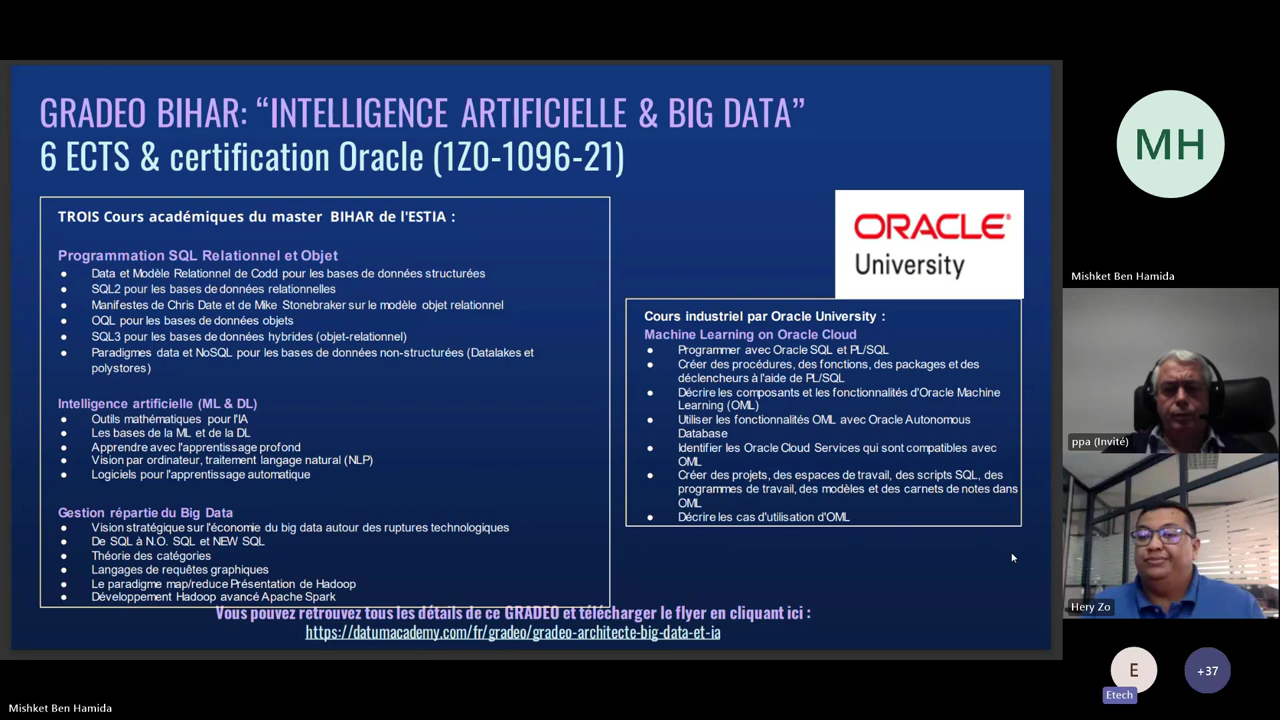 GRADEO BIHAR: “INTELLIGENCE ARTIFICIELLE & BIG DATA”
6 ECTS & certification Oracle (1Z0-1096-21)
TROIS Cours académiques du master BIHAR de l'ESTIA :
Programmation SQL Relationnel et Objet
● Data et Modèle Relationnel de Codd pour les bases de données structurées
● SQL2 pour les bases de données relationnelles
● Manifestes de Chris Date et de Mike Stonebraker sur le modèle objet relationnel
● OQL pour les bases de données objets
● SQL3 pour les bases de données hybrides (objet-relationnel)
● Paradigmes data et NoSQL pour les bases de données non-structurées (Datalakes et
polystores)
Intelligence artificielle (ML & DL)
● Outils mathématiques pour l'IA
● Les bases de la ML et de la DL
● Apprendre avec l'apprentissage profond
● Vision par ordinateur, traitement langage natural (NLP)
● Logiciels pour l'apprentissage automatique
Gestion répartie du Big Data
● Vision stratégique sur l'économie du big data autour des ruptures technologiques
● De SQL à N.O. SQL et NEW SQL
● Théorie des catégories
● Langages de requêtes graphiques
● Le paradigme map/reduce Présentation de Hadoop
● Développement Hadoop avancé Apache Spark
ORACLE®
University
Cours industriel par Oracle University :
Machine Learning on Oracle Cloud
● Programmer avec Oracle SQL et PL/SQL
● Créer des procédures, des fonctions, des packages et des
déclencheurs à l'aide de PL/SQL
● Décrire les composants et les fonctionnalités d'Oracle Machine
Learning (OML)
● Utiliser les fonctionnalités OML avec Oracle Autonomous
Database
● Identifier les Oracle Cloud Services qui sont compatibles avec
OML
● Créer des projets, des espaces de travail, des scripts SQL, des
programmes de travail, des modèles et des carnets de notes dans
OML
● Décrire les cas d'utilisation d'OML
Vous pouvez retrouvez tous les détails de ce GRADEO et télécharger le flyer en cliquant ici :
https://datumacademy.com/fr/gradeo/gradeo-architecte-big-data-et-ia
MH
Mishket Ben Hamida
ppa (Invité)
Hery Zo
E
Etech
+37
Mishket Ben Hamida